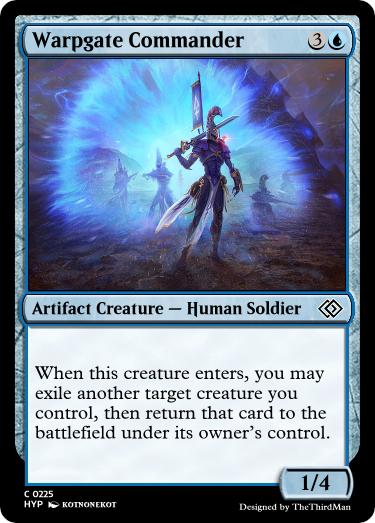 Warpgate Commander 3
Artifact Creature — Human Soldier
When this creature enters, you may
exile another target creature you
control, then return that card to the
battlefield under its owner's control.
1/4
C 0225
HYP KOTNONEKOT
Designed by TheThirdMan